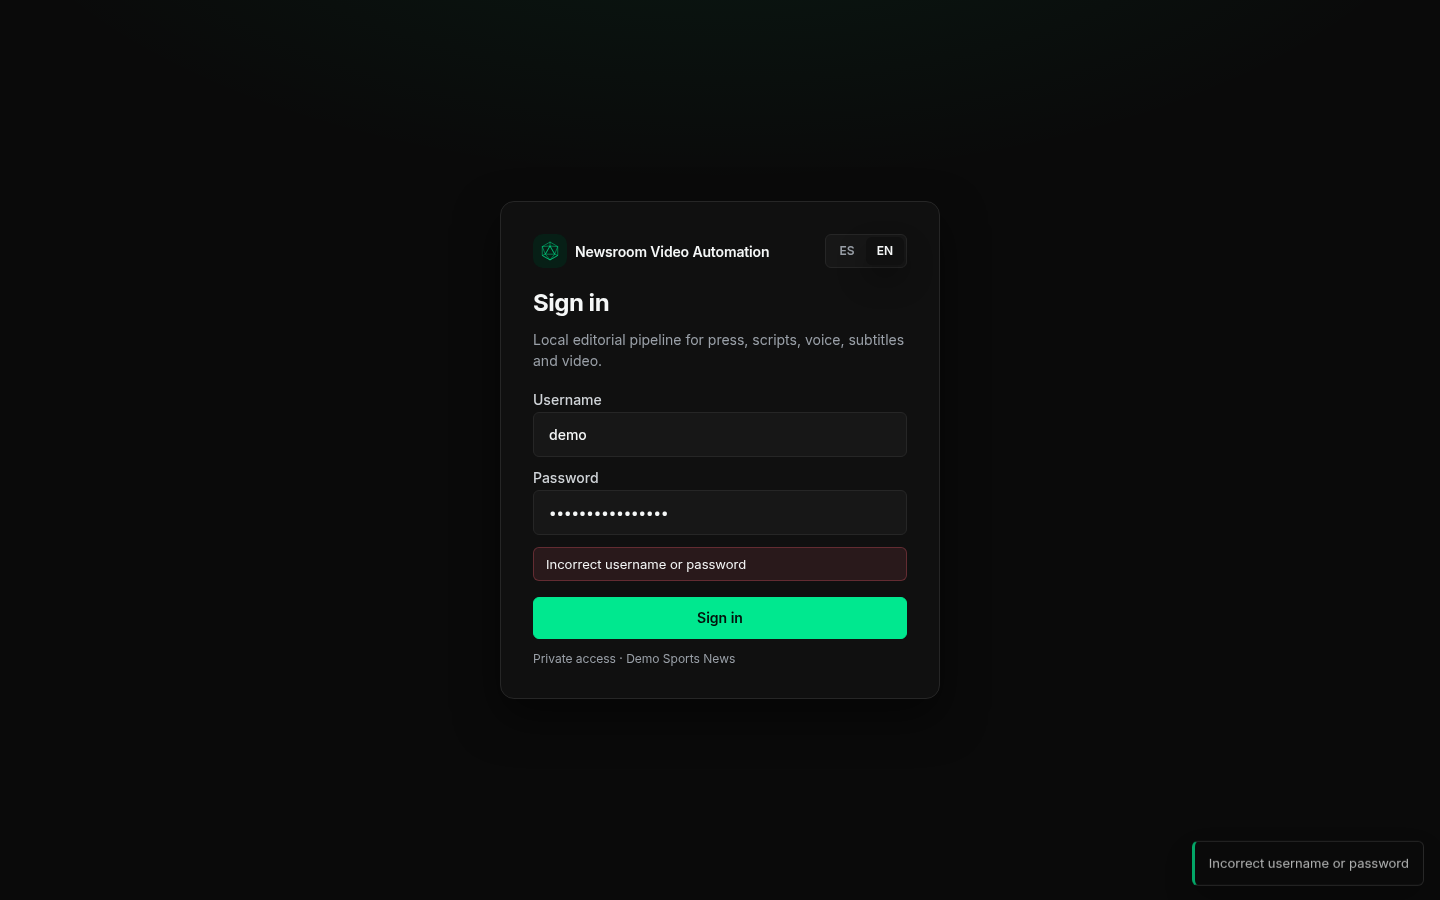 Newsroom Video Automation
ES EN
Sign in
Local editorial pipeline for press, scripts, voice, subtitles
and video.
Username
demo
Password
••••••••••••••••
Incorrect username or password
Sign in
Private access · Demo Sports News
Incorrect username or password